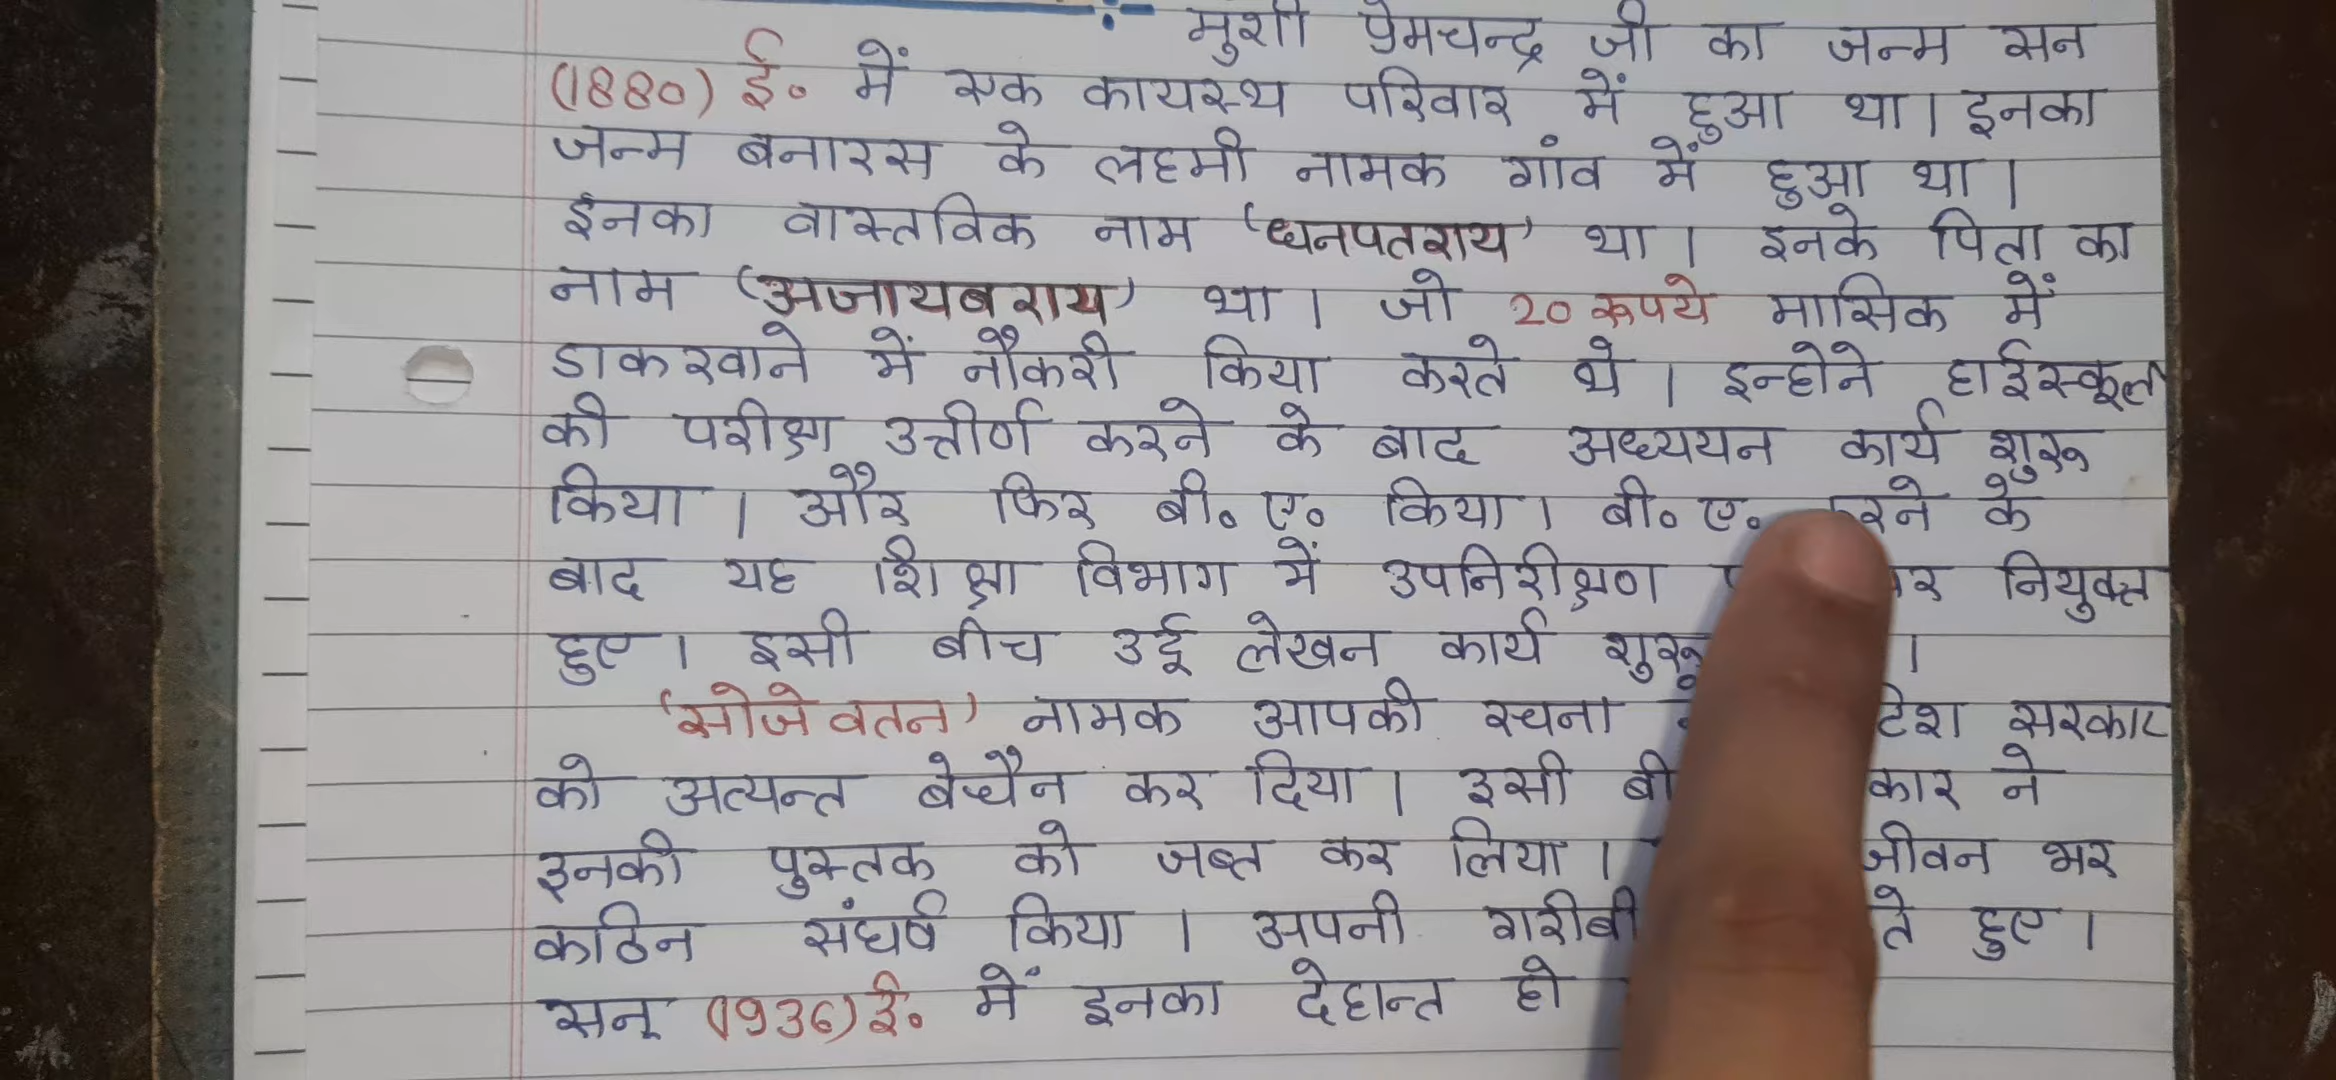 मुंशी प्रेमचन्द्र जी का जन्म सन
(1880) ई० में एक कायस्थ परिवार में हुआ था। इनका
जन्म बनारस के लहमी नामक गांव में हुआ था।
इनका वास्तविक नाम 'धनपतराय' था। इनके पिता का
नाम (अजायबराय) था। जो 20 रूपये मासिक में
डाकखाने में नौकरी किया करते थे। इन्होने हाईस्कूल
की परीक्षा उत्तीर्ण करने के बाद अध्ययन कार्य शुरू
किया। और फिर बी० ए० किया। बी० ए० करने के
बाद यह शिक्षा विभाग में उपनिरीक्षण पर नियुक्त
हुए। इसी बीच उर्दू लेखन कार्य शुरू ।
'सोजे वतन' नामक आपकी रचना सरकार
को अत्यन्त बेचैन कर दिया। इसी ने
इनकी पुस्तक को जब्त कर लिया। जीवन भर
कठिन संघर्ष किया। अपनी गरीबी हुए।
सन् (1936) ई० में इनका देहान्त हो